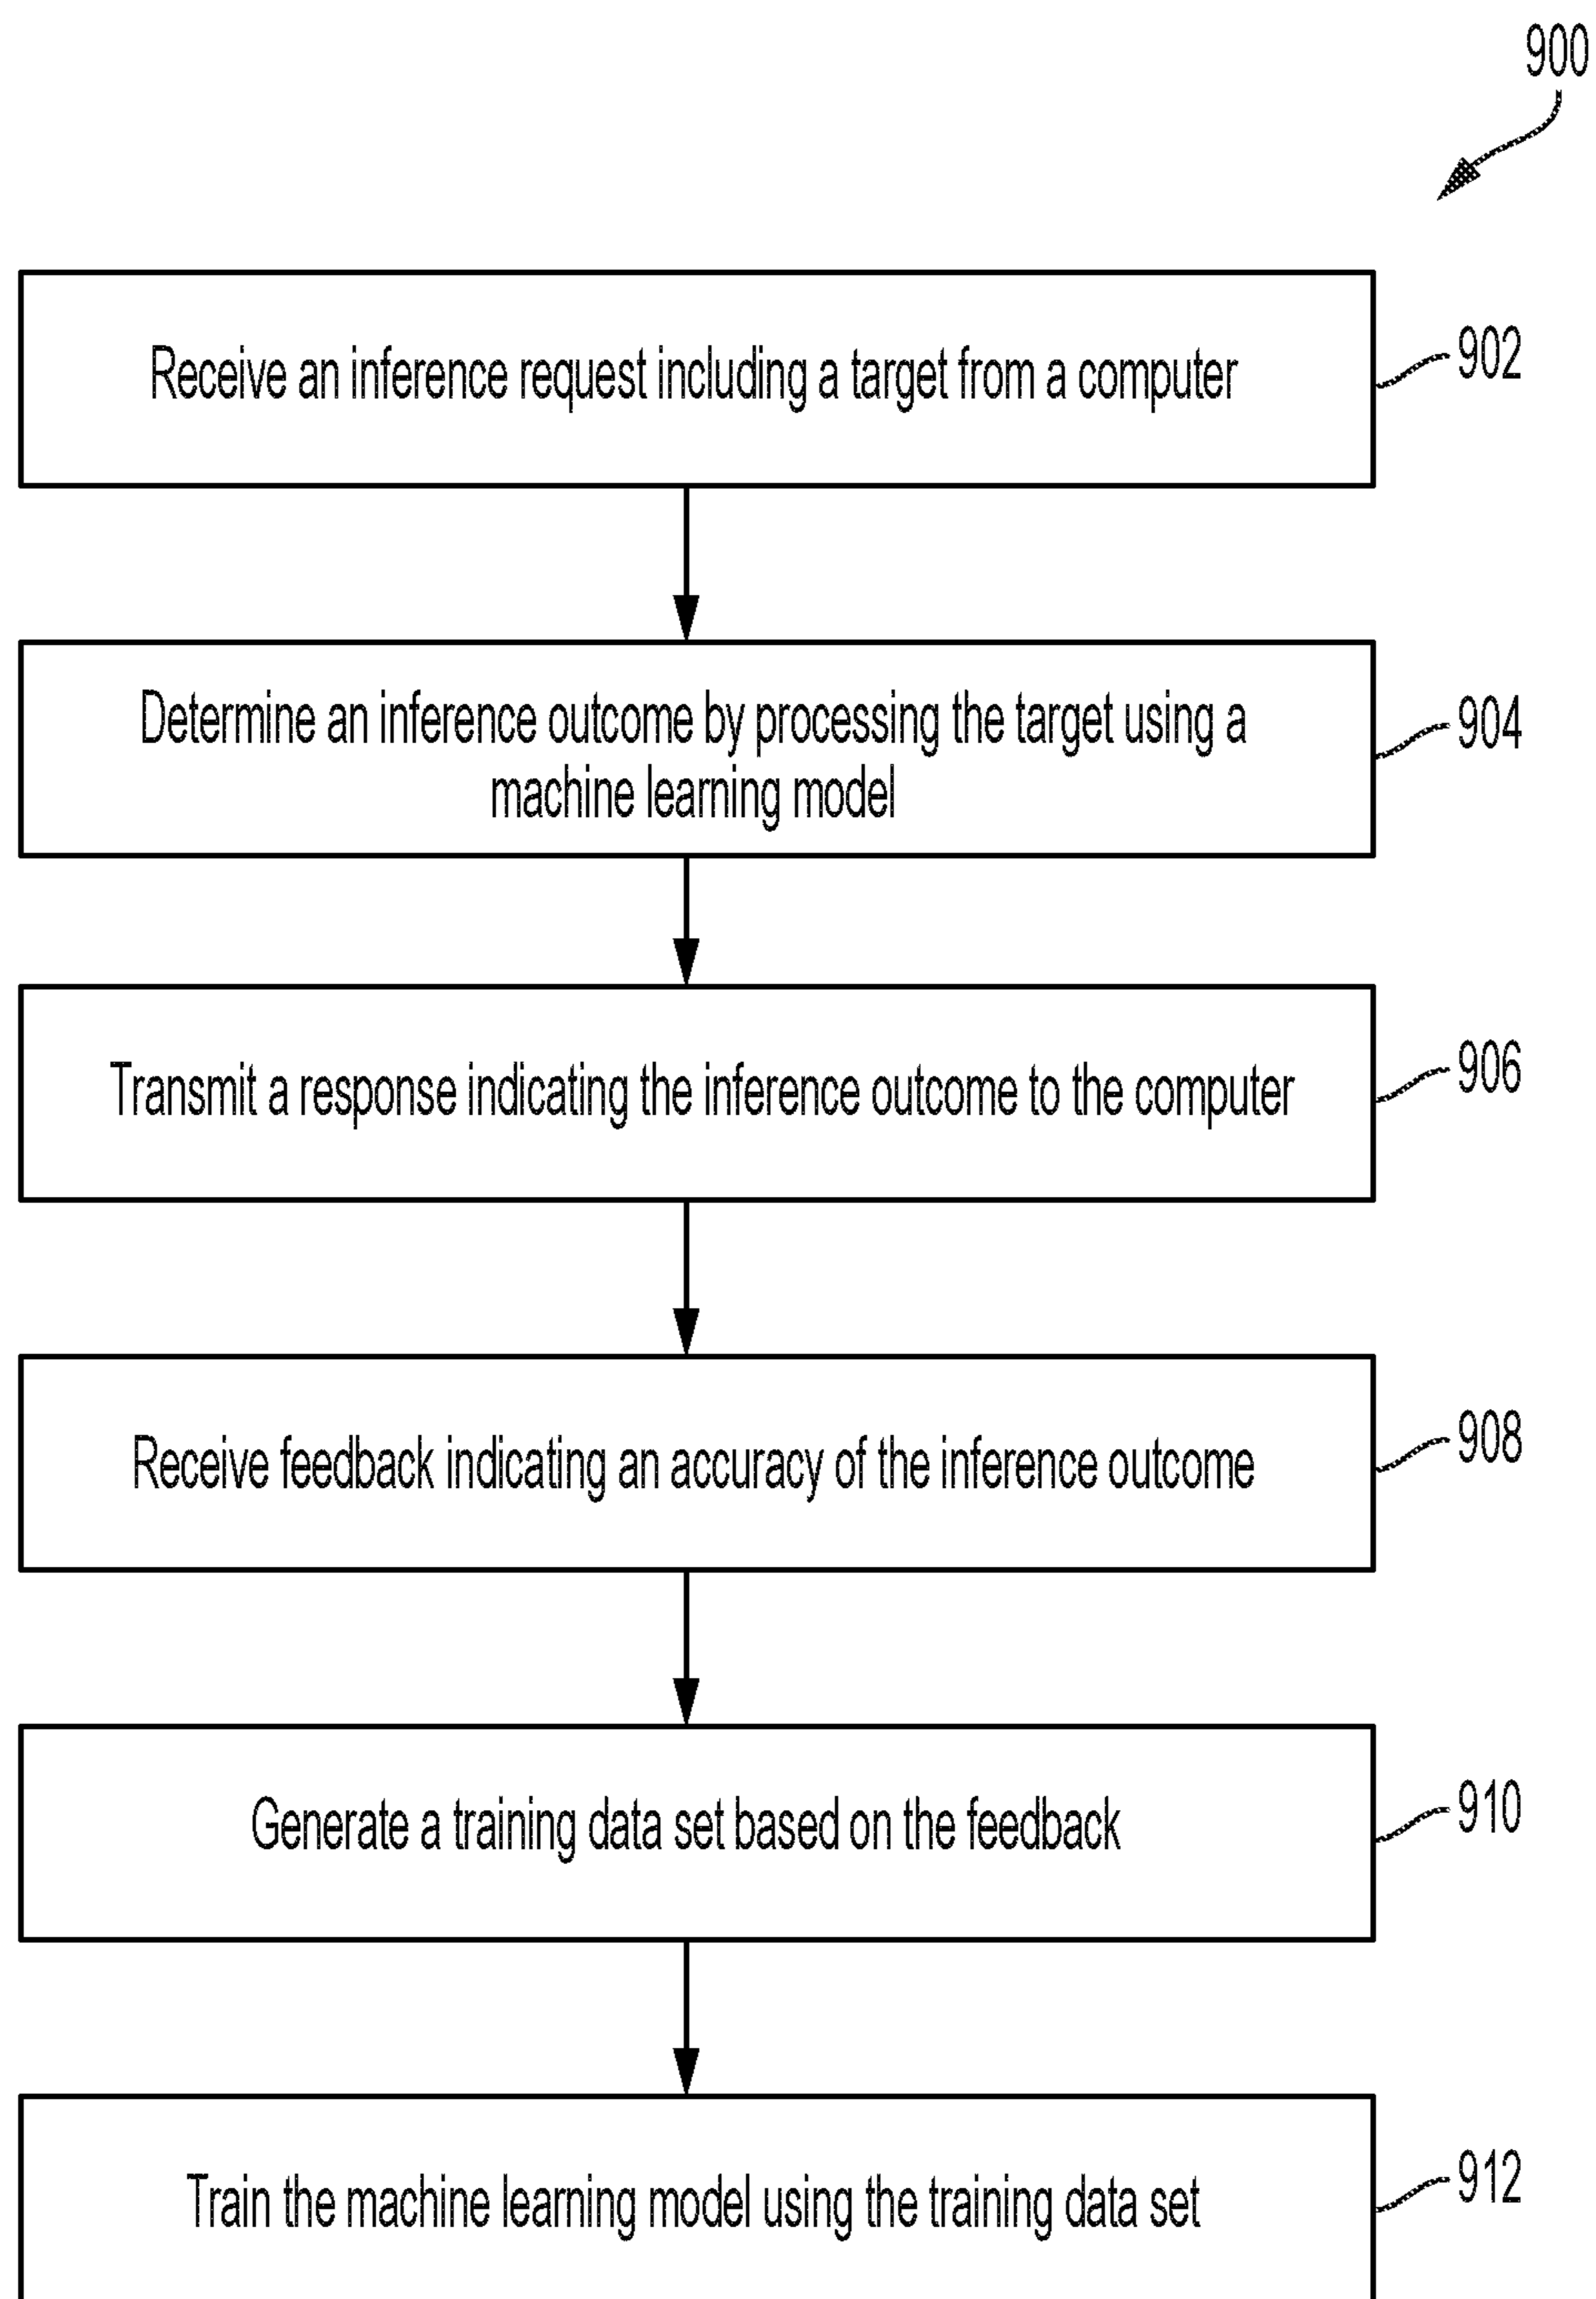 900
Receive an inference request including a target from a computer
902
Determine an inference outcome by processing the target using a
machine learning model
904
Transmit a response indicating the inference outcome to the computer
906
Receive feedback indicating an accuracy of the inference outcome
908
Generate a training data set based on the feedback
910
Train the machine learning model using the training data set
912